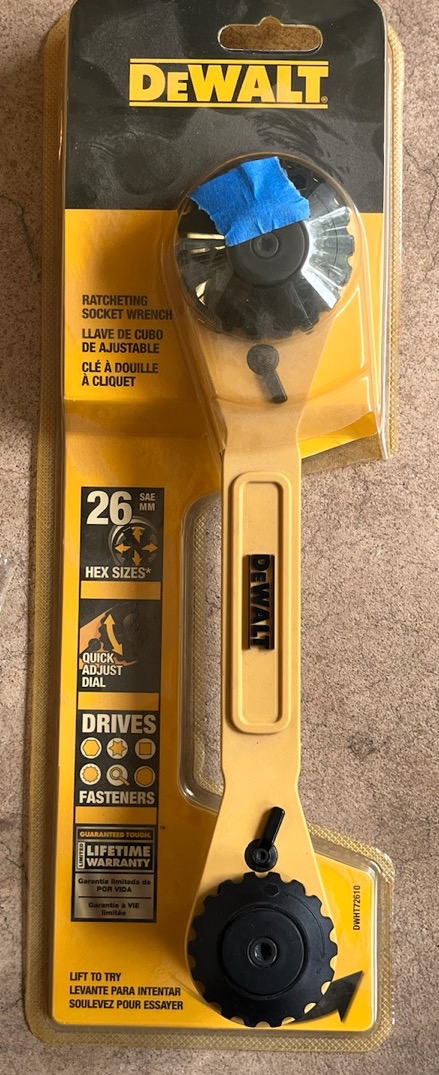 DEWALT®
RATCHETING
SOCKET WRENCH
LLAVE DE CUBO
DE AJUSTABLE
CLÉ À DOUILLE
À CLIQUET
26 SAE
MM
HEX SIZES*
QUICK
ADJUST
DIAL
DEWALT
DRIVES
FASTENERS
GUARANTEED TOUGH.
LIMITED LIFETIME
WARRANTY
™
Garantía limitada de
POR VIDA
Garantie à VIE
limitée
DWHT72610
LIFT TO TRY
LEVANTE PARA INTENTAR
SOULEVEZ POUR ESSAYER